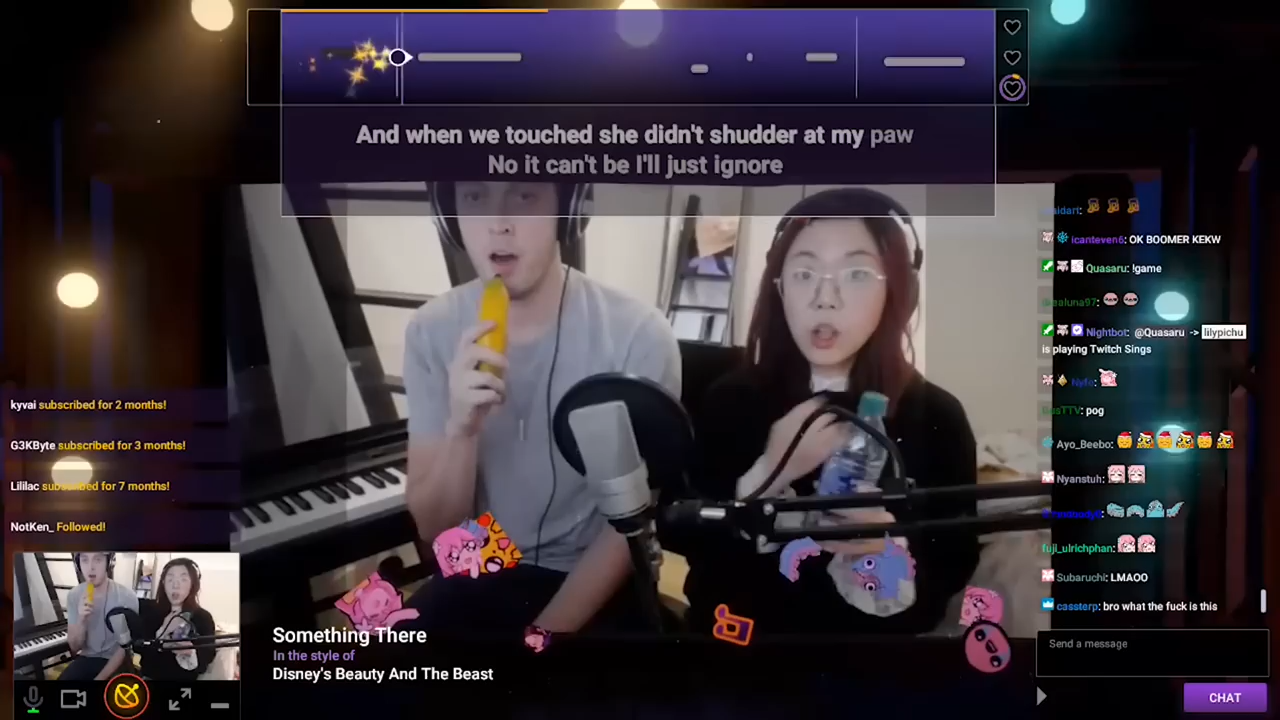 And when we touched she didn't shudder at my paw
No it can't be I'll just ignore
icanteven6: OK BOOMER KEKW
Quasaru: !game
Nightbot: @Quasaru -> lilypichu
is playing Twitch Sings
Nyfo:
pog
Ayo_Beebo:
Nyanstuh:
fuji_ulrichphan:
Subaruchi: LMAOO
cassterp: bro what the fuck is this
Send a message
CHAT
kyvai subscribed for 2 months!
G3KByte subscribed for 3 months!
Lililac subscribed for 7 months!
NotKen_ Followed!
Something There
In the style of
Disney's Beauty And The Beast